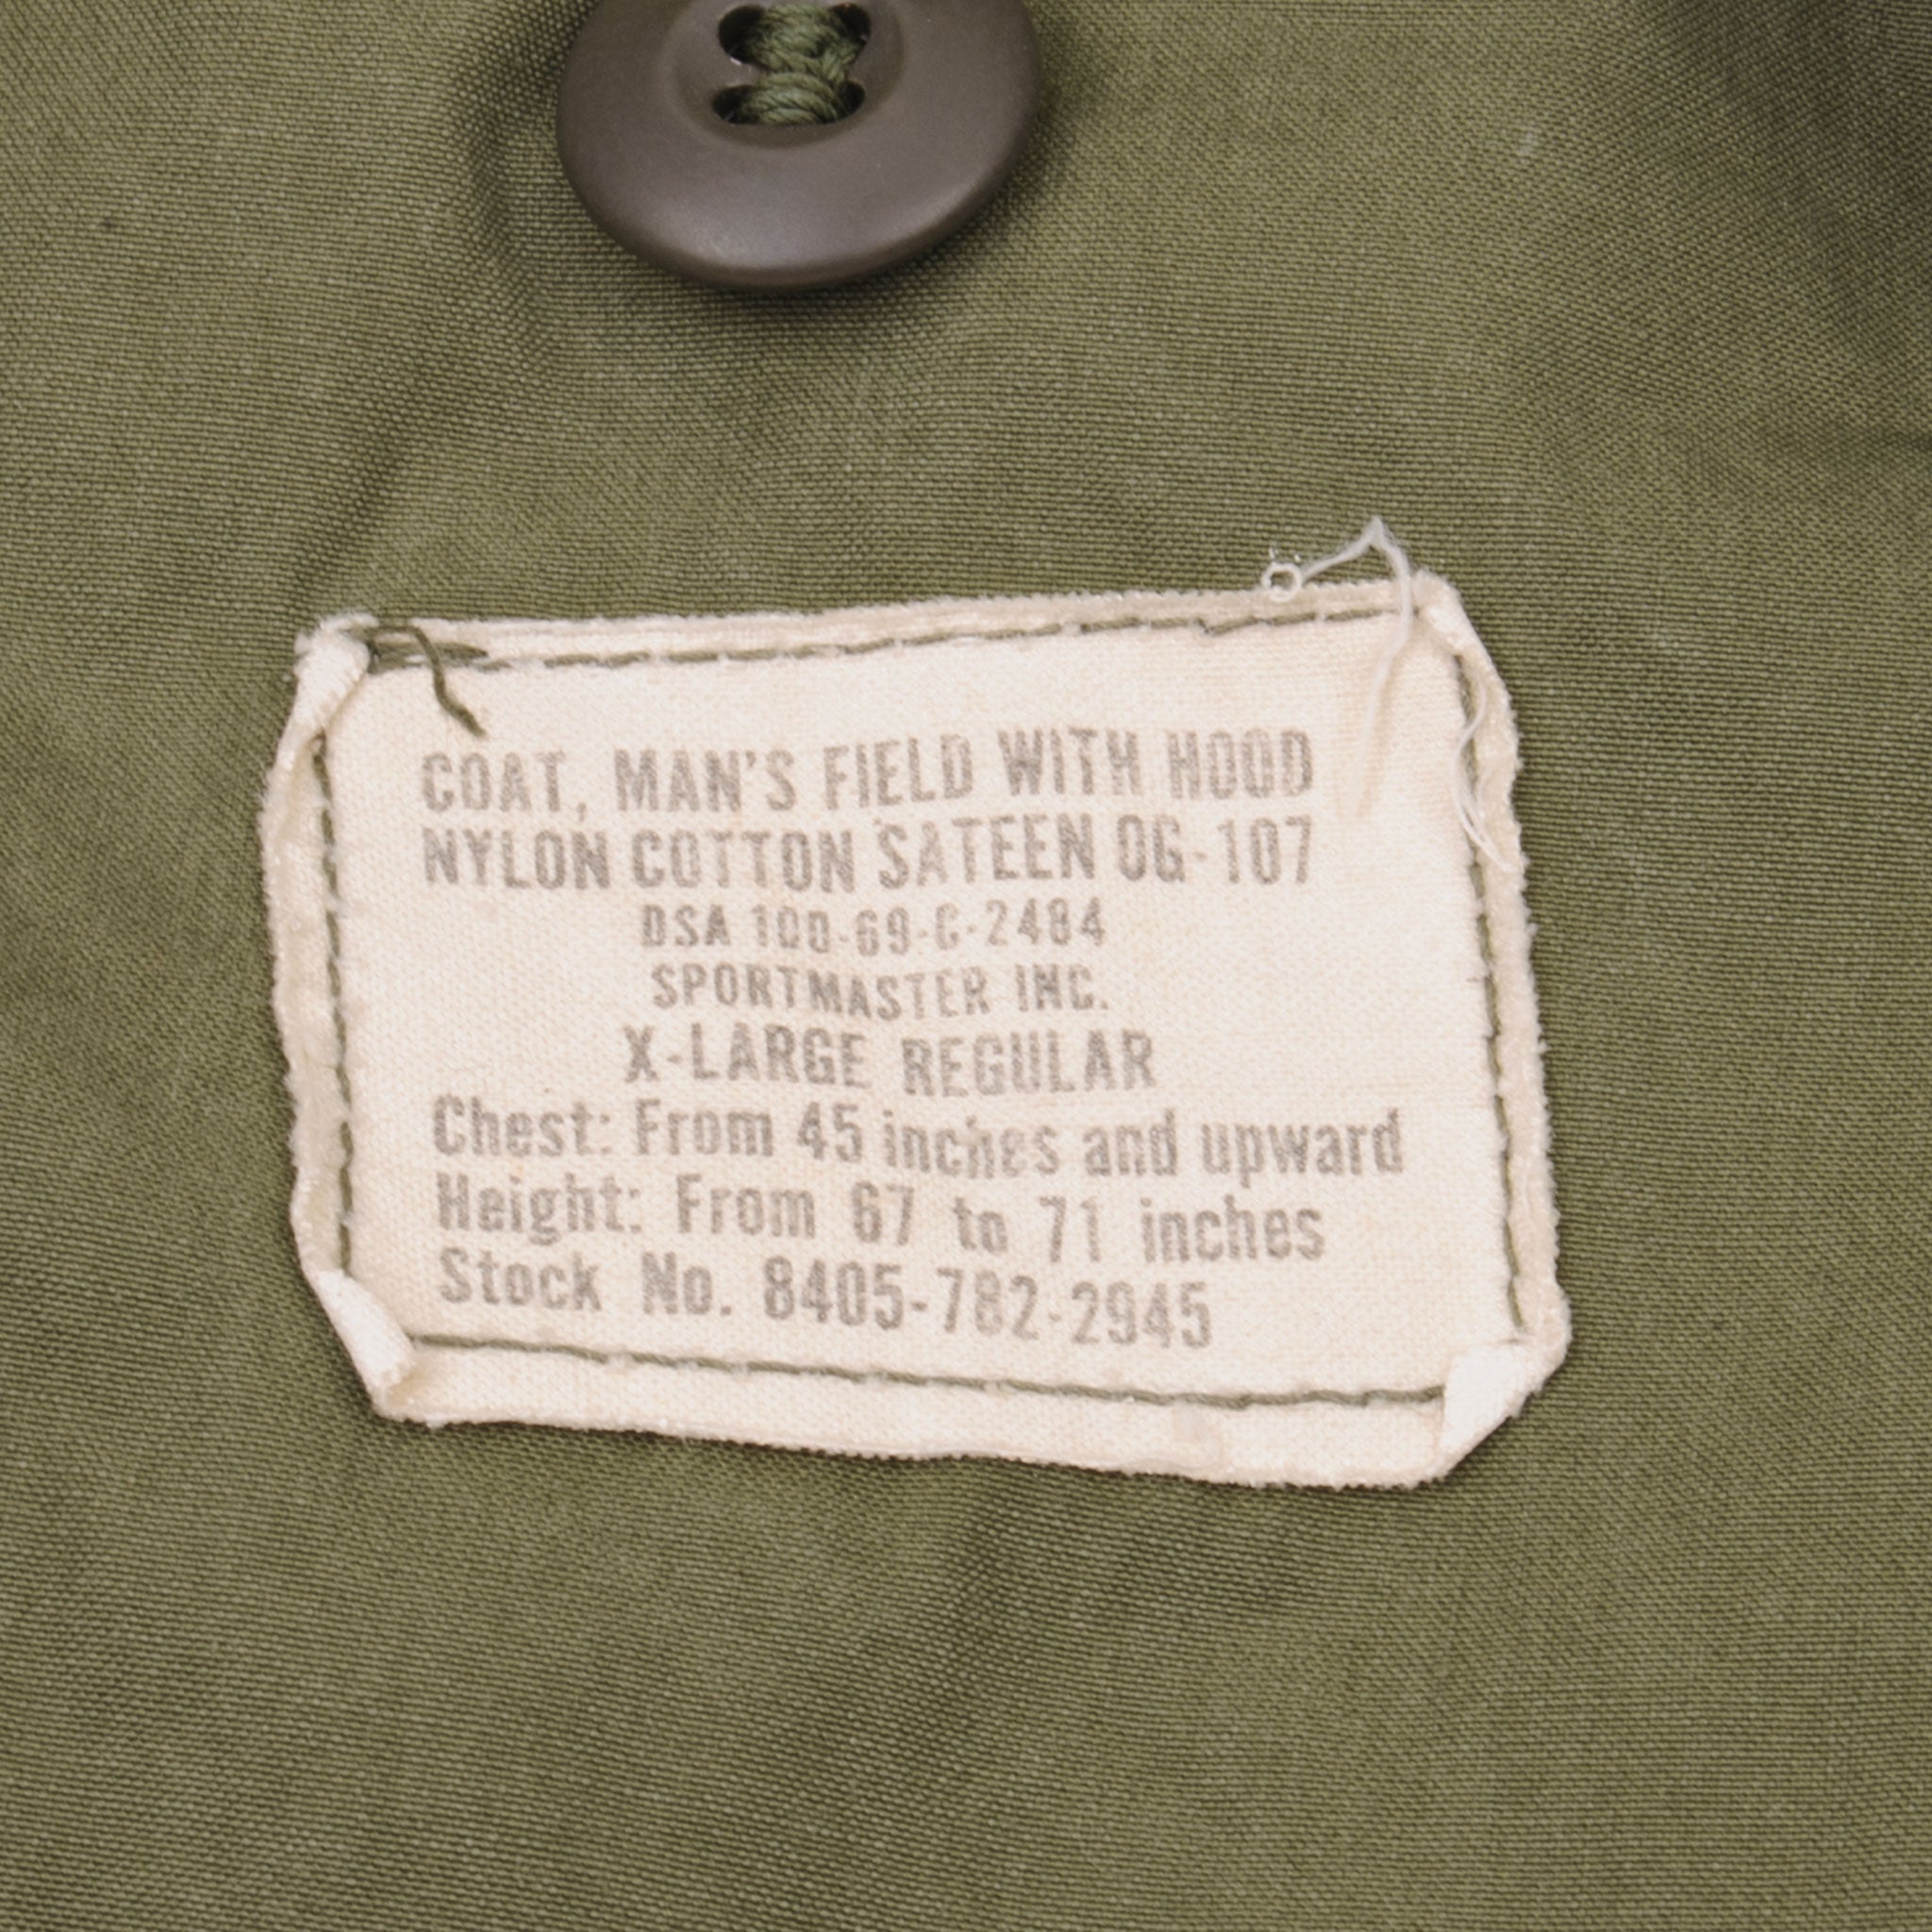 COAT, MAN'S FIELD WITH HOOD
NYLON COTTON SATEEN OG-107
DSA 100-69-C-2484
SPORTMASTER INC.
X-LARGE REGULAR
Chest: From 45 inches and upward
Height: From 67 to 71 inches
Stock No. 8405-782-2945